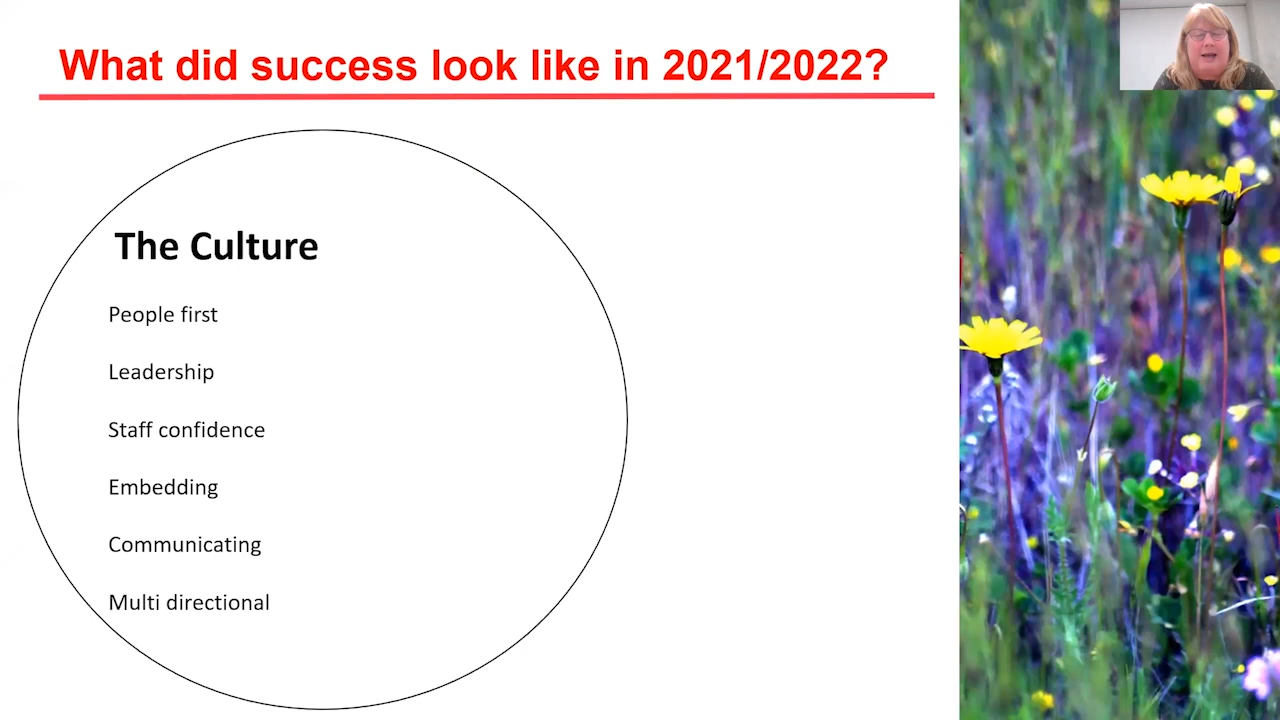 What did success look like in 2021/2022?
The Culture
People first
Leadership
Staff confidence
Embedding
Communicating
Multi directional